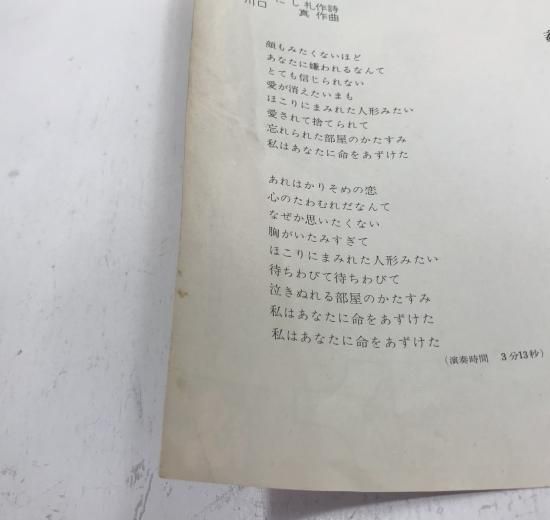 にし 札 作詩
川口 真 作曲
顔もみたくないほど
あなたに嫌われるなんて
とても信じられない
愛が消えたいまも
ほこりにまみれた人形みたい
愛されて捨てられて
忘れられた部屋のかたすみ
私はあなたに命をあずけた
あれはかりそめの恋
心のたわむれだなんて
なぜか思いたくない
胸がいたみすぎて
ほこりにまみれた人形みたい
待ちわびて待ちわびて
泣きぬれる部屋のかたすみ
私はあなたに命をあずけた
私はあなたに命をあずけた
(演奏時間 3分13秒)